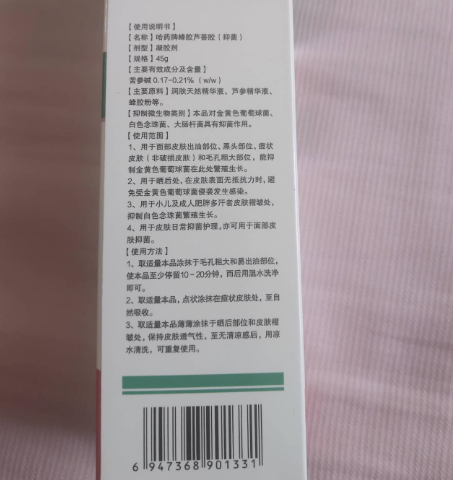 【使用说明书】
【名称】哈药牌蜂胶芦荟胶（抑菌）
【剂型】凝胶剂
【规格】45g
【主要有效成分及含量】
苦参碱 0.17-0.21%（w/w）
【主要原料】润肤天然精华液、芦参精华液、
蜂胶粉等。
【抑制微生物类别】本品对金黄色葡萄球菌、
白色念珠菌、大肠杆菌具有抑菌作用。
【使用范围】
1、用于面部皮肤出油部位、黑头部位，痘状
皮肤（非破损皮肤）和毛孔粗大部位，能抑
制金黄色葡萄球菌在此处繁殖生长。
2、用于晒后处，在皮肤表面无抵抗力时，避
免受金黄色葡萄球菌侵袭发生感染。
3、用于小儿及成人肥胖多汗者皮肤褶皱处，
抑制白色念珠菌繁殖生长。
4、用于皮肤日常抑菌护理，亦可用于面部皮
肤抑菌。
【使用方法】
1、取适量本品涂抹于毛孔粗大和易出油部位，
使本品至少停留10－20分钟，而后用温水洗净
即可。
2、取适量本品，点状涂抹在痘状皮肤处，至自
然吸收。
3、取适量本品薄薄涂抹于晒后部位和皮肤褶
皱处，保持皮肤透气性，至无清凉感后，用凉
水清洗，可重复使用。
6 947368 901331